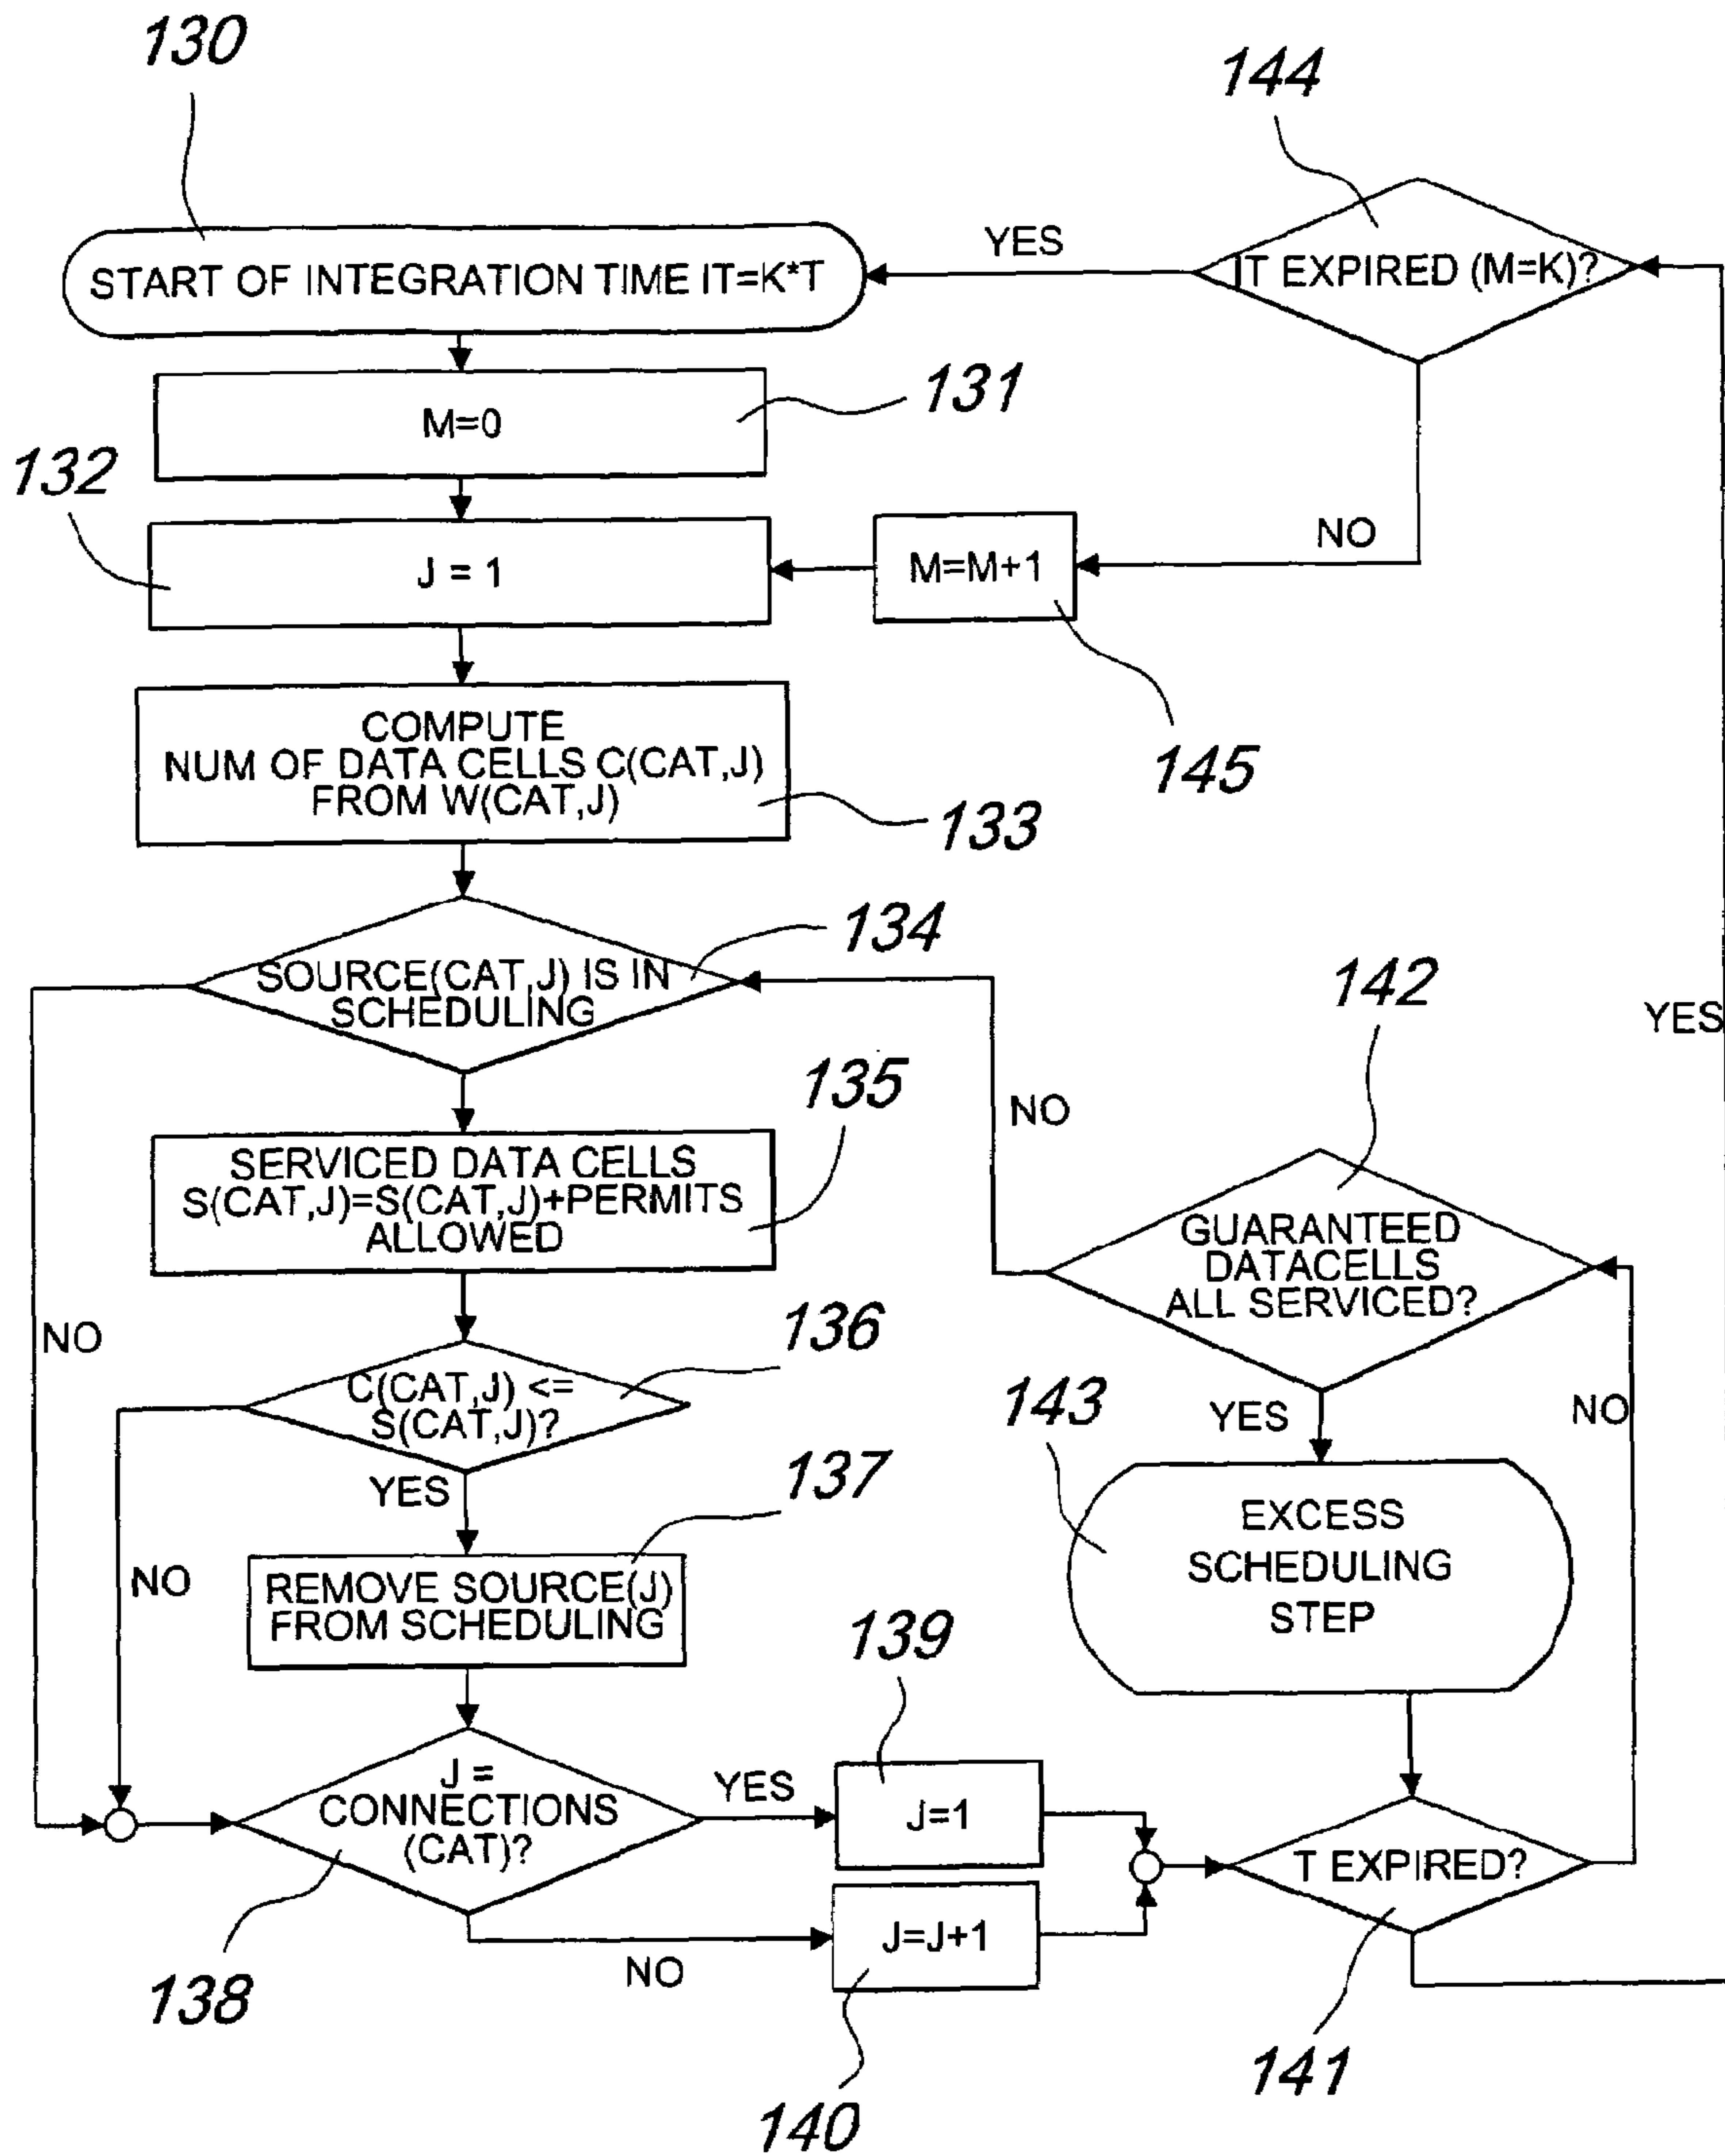 130
144
START OF INTEGRATION TIME IT=K*T
YES
IT EXPIRED (M=K)?
M=0
131
132
J = 1
M=M+1
NO
145
COMPUTE
NUM OF DATA CELLS C(CAT,J)
FROM W(CAT,J)
133
134
SOURCE(CAT,J) IS IN
SCHEDULING
142
YES
135
NO
SERVICED DATA CELLS
S(CAT,J)=S(CAT,J)+PERMITS
ALLOWED
GUARANTEED
DATACELLS
ALL SERVICED?
NO
136
C(CAT,J) <=
S(CAT,J)?
143
YES
NO
YES
137
EXCESS
SCHEDULING
STEP
NO
REMOVE SOURCE(J)
FROM SCHEDULING
139
J =
CONNECTIONS
(CAT)?
YES
J=1
T EXPIRED?
138
NO
J=J+1
140
141